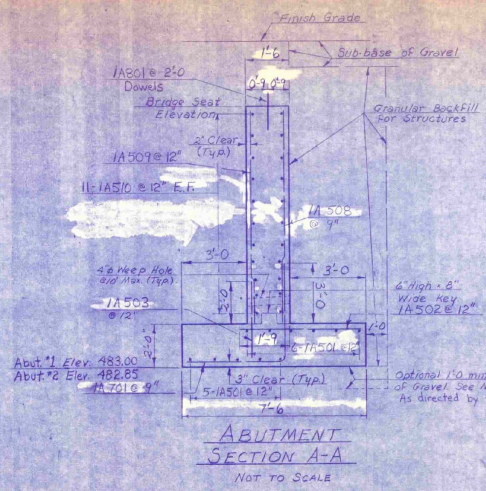 Finish Grade
1'-6
Sub-base of Gravel
1A801 @ 2'-0
Dowels
0'-9 0'-9
Bridge Seat
Elevation
Granular Backfill
for Structures
2" Clear
(Typ.)
1A509 @ 12"
11-1A510 @ 12" E.F.
1A508
@ 9"
3'-0
3'-0
4"ø Weep Hole
@10' Max. (Typ.)
2'-0
3'-0
6" High x 8"
Wide Key
1A502 @ 12"
1A503
@ 12"
2'-0
1'-9
6-1A501 @ 12"
1'-0
Abut. #1 Elev. 483.00
Abut. #2 Elev. 482.85
1A701 @ 9"
3" Clear (Typ.)
5-1A501 @ 12"
7'-6
Optional 1'-0 min
of Gravel. See
As directed by
ABUTMENT
SECTION A-A
NOT TO SCALE